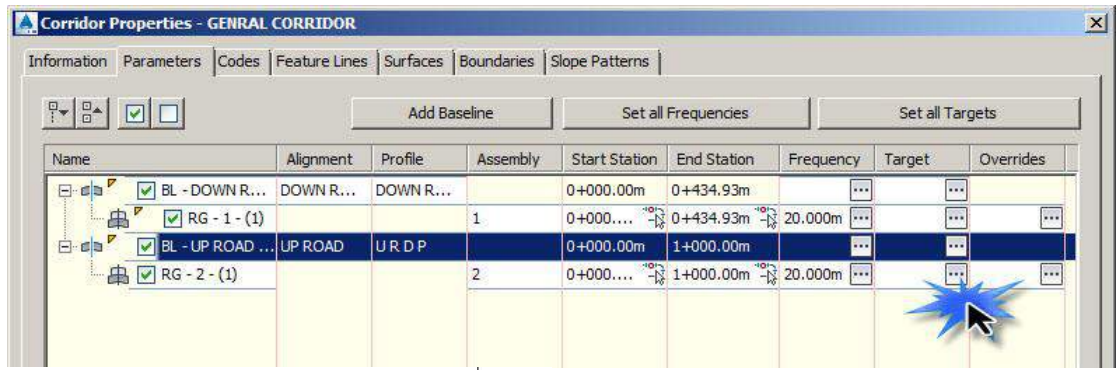 Corridor Properties - GENRAL CORRIDOR
Information Parameters Codes Feature Lines Surfaces Boundaries Slope Patterns
Add Baseline Set all Frequencies Set all Targets
Name Alignment Profile Assembly Start Station End Station Frequency Target Overrides
BL - DOWN R... DOWN R... DOWN R... 0+000.00m 0+434.93m ...
RG - 1 - (1) 1 0+000.... 0+434.93m 20.000m ... ... ...
BL - UP ROAD ... UP ROAD U R D P 0+000.00m 1+000.00m ... ...
RG - 2 - (1) 2 0+000.... 1+000.00m 20.000m ... ... ...